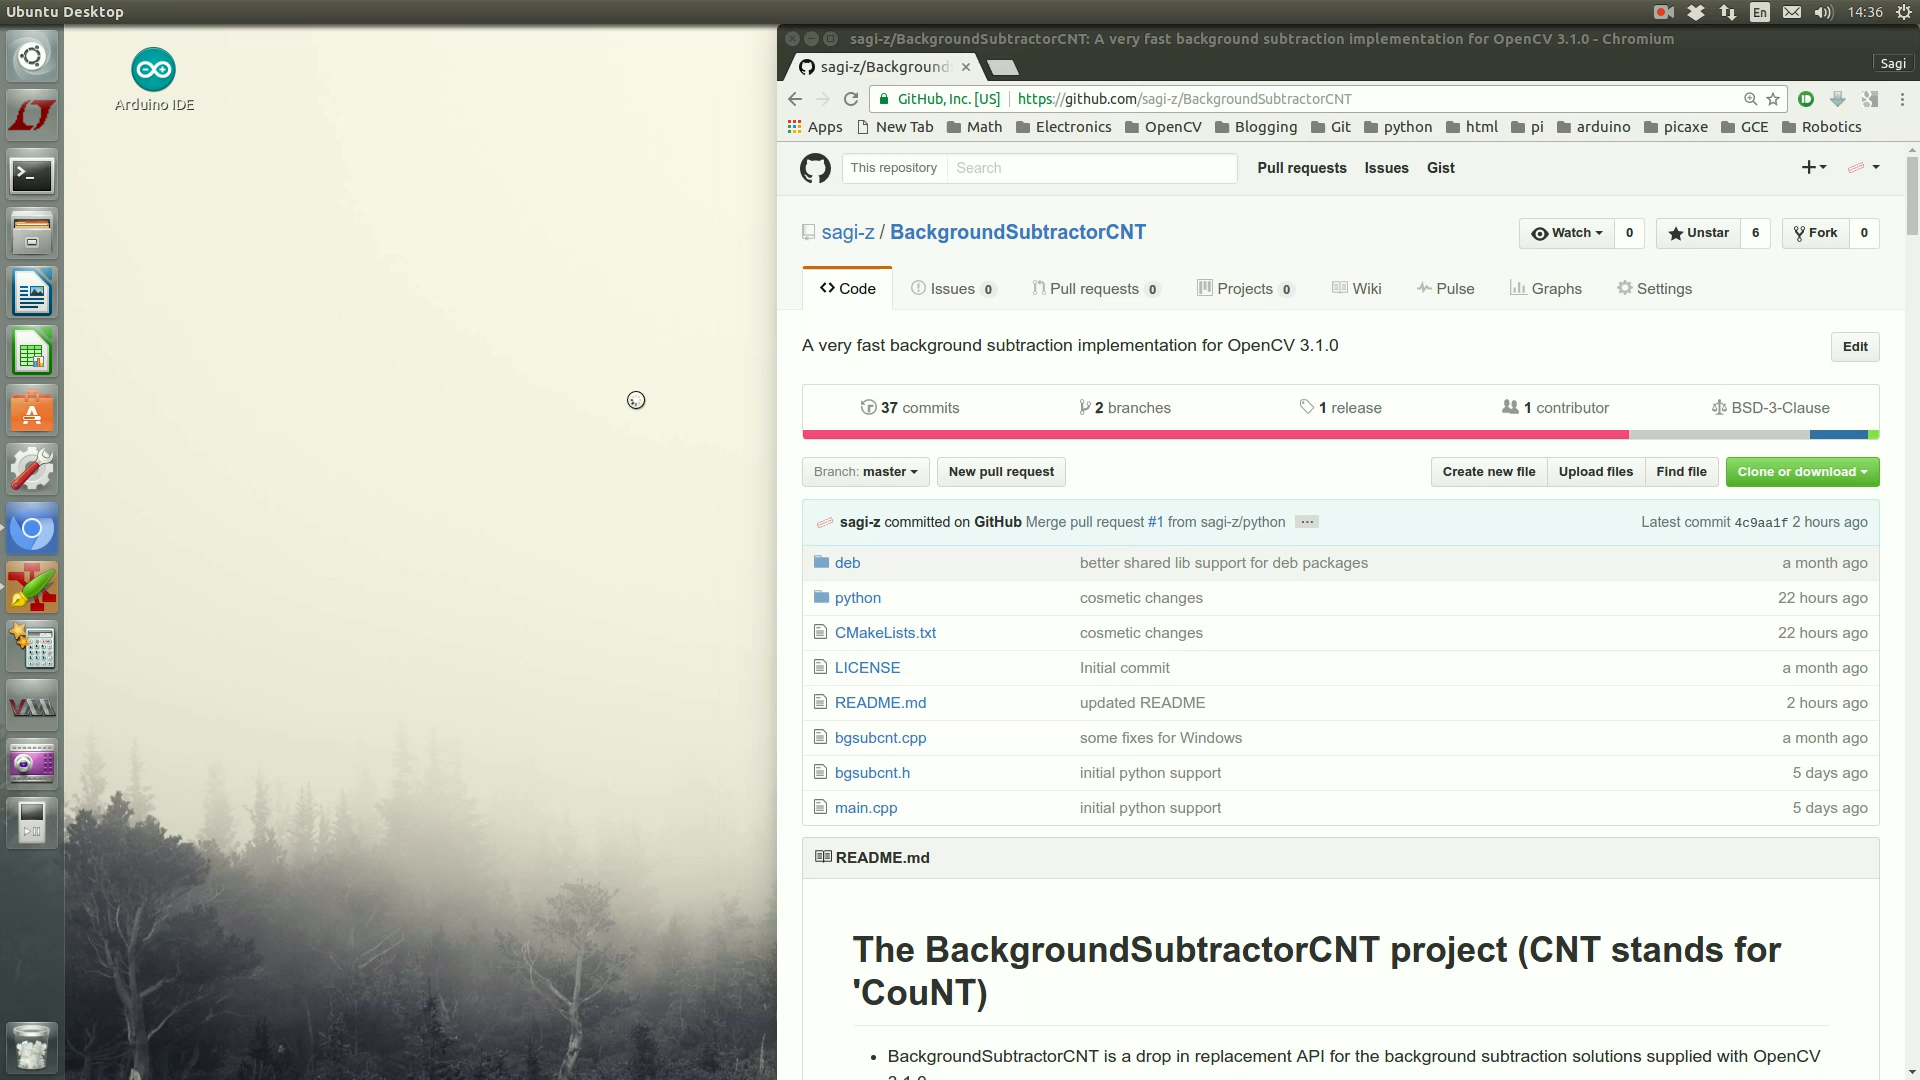 Ubuntu Desktop
En
14:36
Arduino IDE
sagi-z/BackgroundSubtractorCNT: A very fast background subtraction implementation for OpenCV 3.1.0 - Chromium
sagi-z/Background
Sagi
GitHub, Inc. [US]
https://github.com/sagi-z/BackgroundSubtractorCNT
Apps New Tab Math Electronics OpenCV Blogging Git python html pi arduino picaxe GCE Robotics
This repository Search Pull requests Issues Gist
sagi-z / BackgroundSubtractorCNT
Watch 0 Unstar 6 Fork 0
Code Issues 0 Pull requests 0 Projects 0 Wiki Pulse Graphs Settings
A very fast background subtraction implementation for OpenCV 3.1.0
Edit
37 commits 2 branches 1 release 1 contributor BSD-3-Clause
Branch: master New pull request Create new file Upload files Find file Clone or download
sagi-z committed on GitHub Merge pull request #1 from sagi-z/python ... Latest commit 4c9aa1f 2 hours ago
deb better shared lib support for deb packages a month ago
python cosmetic changes 22 hours ago
CMakeLists.txt cosmetic changes 22 hours ago
LICENSE Initial commit a month ago
README.md updated README 2 hours ago
bgsubcnt.cpp some fixes for Windows a month ago
bgsubcnt.h initial python support 5 days ago
main.cpp initial python support 5 days ago
README.md
The BackgroundSubtractorCNT project (CNT stands for
'CouNT)
BackgroundSubtractorCNT is a drop in replacement API for the background subtraction solutions supplied with OpenCV
3.1.0